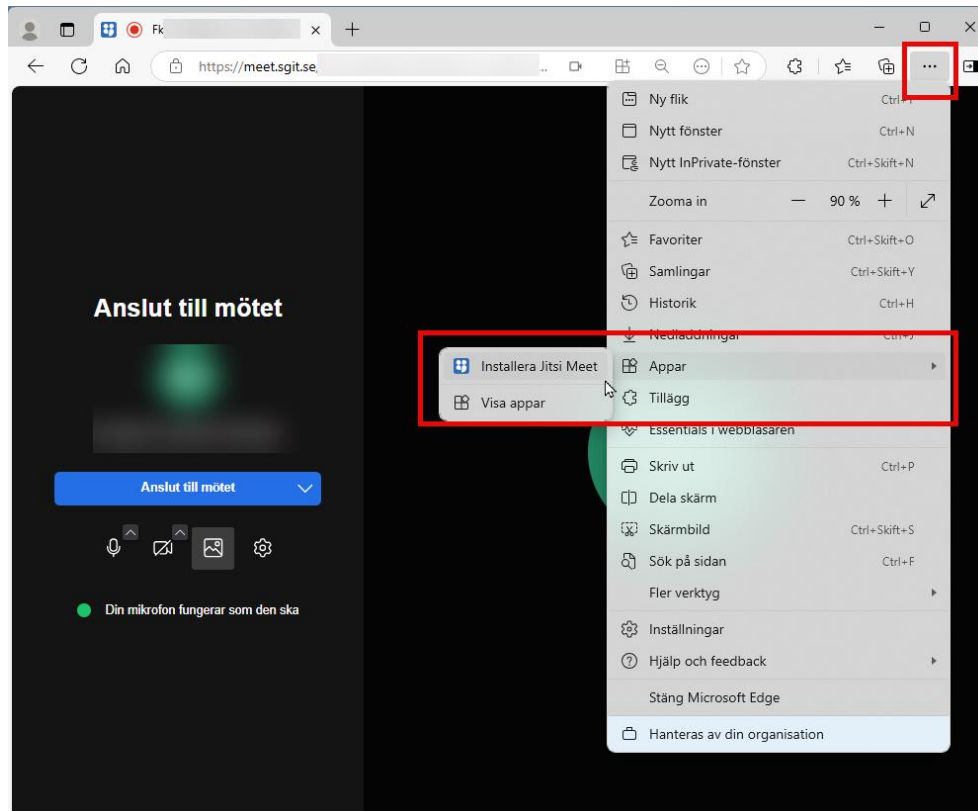 Fk
https://meet.sgit.se
Ny flik
Nytt fönster Ctrl+N
Nytt InPrivate-fönster Ctrl+Skift+N
Zooma in 90 %
Favoriter Ctrl+Skift+O
Samlingar Ctrl+Skift+Y
Historik Ctrl+H
Nedladdningar Ctrl+J
Appar
Installera Jitsi Meet
Visa appar
Tillägg
Essentials i webbläsaren
Skriv ut Ctrl+P
Dela skärm
Skärmbild Ctrl+Skift+S
Sök på sidan Ctrl+F
Fler verktyg
Inställningar
Hjälp och feedback
Stäng Microsoft Edge
Hanteras av din organisation
Anslut till mötet
Anslut till mötet
Din mikrofon fungerar som den ska